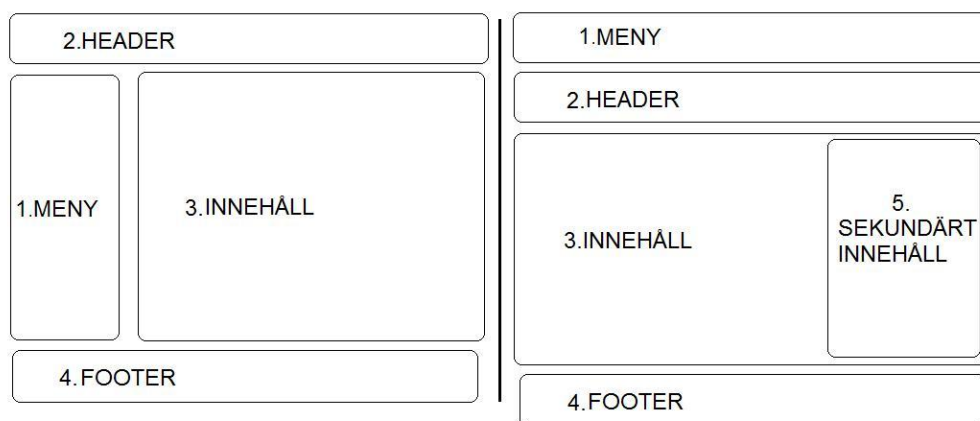 2.HEADER
1.MENY
3.INNEHÅLL
4.FOOTER
1.MENY
2.HEADER
3.INNEHÅLL
5.
SEKUNDÄRT
INNEHÅLL
4.FOOTER